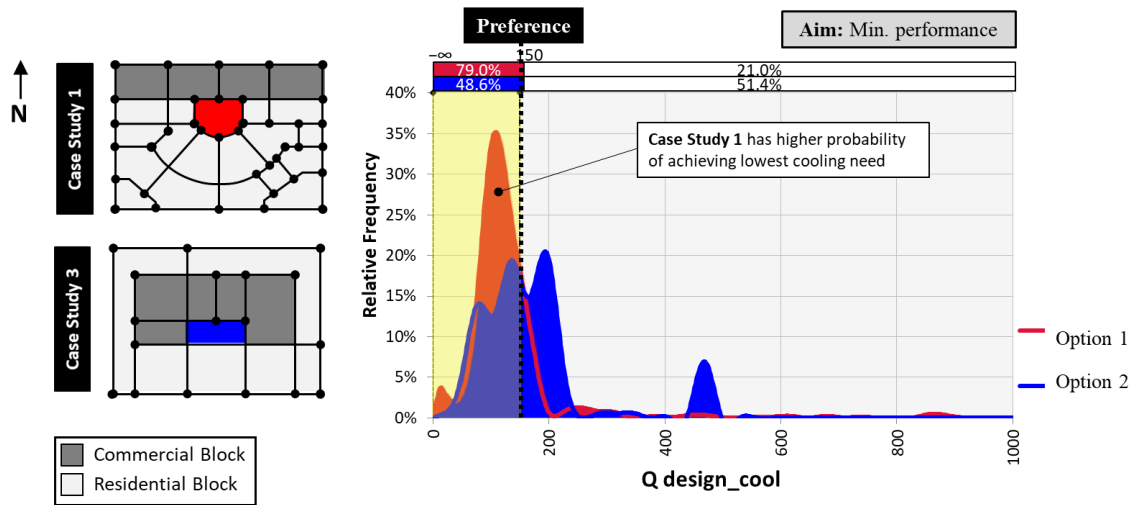 Preference
Aim: Min. performance
−∞
150
79.0%
21.0%
48.6%
51.4%
N
Case Study 1
Case Study 3
Commercial Block
Residential Block
40%
35%
30%
25%
20%
15%
10%
5%
0%
Relative Frequency
Case Study 1 has higher probability
of achieving lowest cooling need
0
200
400
600
800
1000
Q design_cool
Option 1
Option 2